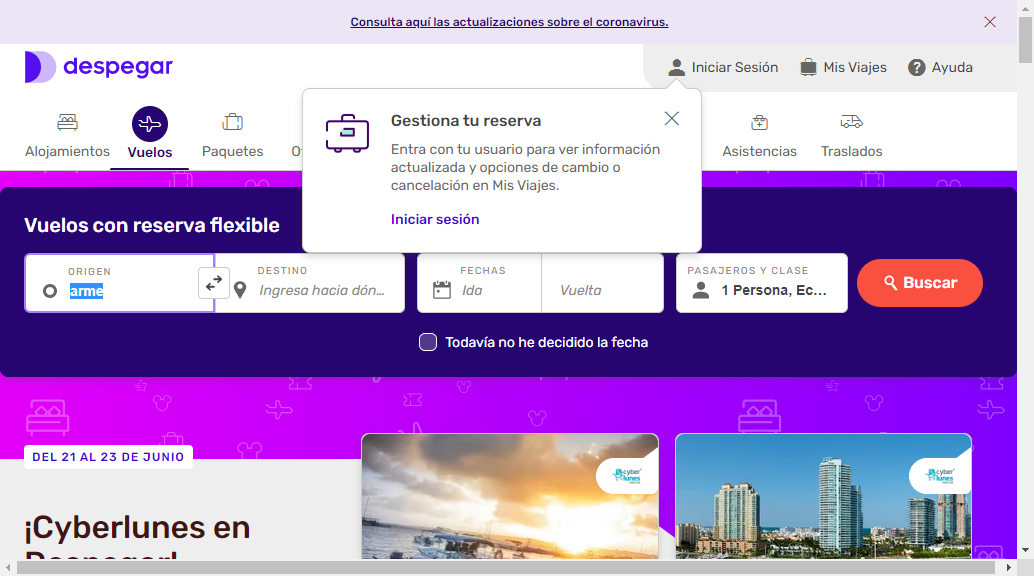 Consulta aquí las actualizaciones sobre el coronavirus.
despegar
Iniciar Sesión
Mis Viajes
Ayuda
Alojamientos
Vuelos
Paquetes
Asistencias
Traslados
Gestiona tu reserva
Entra con tu usuario para ver información
actualizada y opciones de cambio o
cancelación en Mis Viajes.
Iniciar sesión
Vuelos con reserva flexible
ORIGEN
arme
DESTINO
Ingresa hacia dón...
FECHAS
Ida
Vuelta
PASAJEROS Y CLASE
1 Persona, Ec...
Buscar
Todavía no he decidido la fecha
DEL 21 AL 23 DE JUNIO
cyber
lunes
cyber
lunes
¡Cyberlunes en
Despegar!